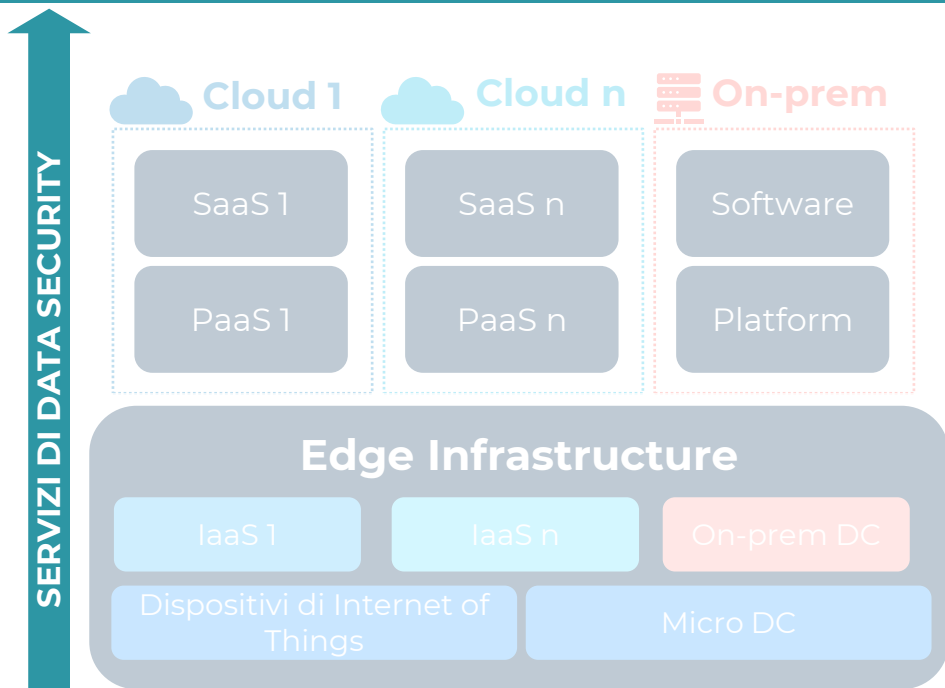 SERVIZI DI DATA SECURITY
Cloud 1
Cloud n
On-prem
SaaS 1
SaaS n
Software
PaaS 1
PaaS n
Platform
Edge Infrastructure
IaaS 1
IaaS n
On-prem DC
Dispositivi di Internet of
Things
Micro DC